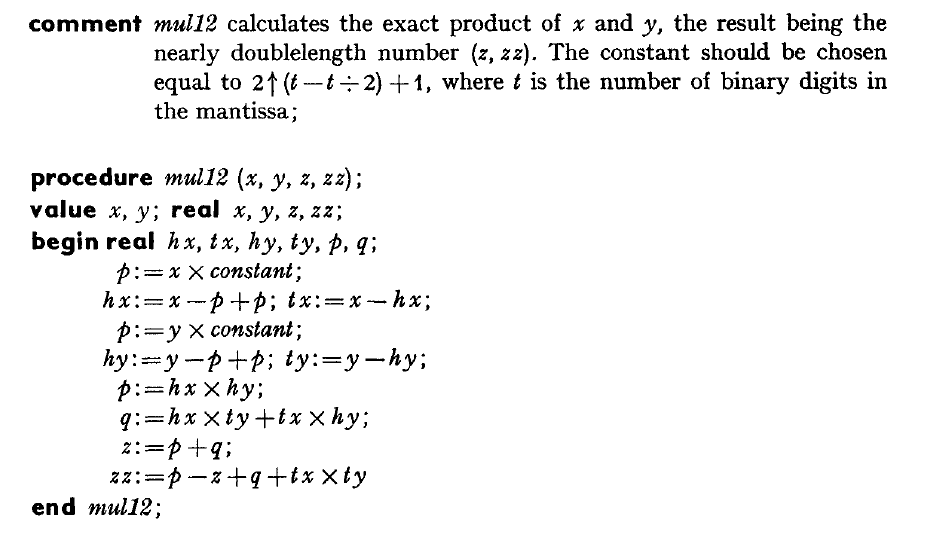 comment mul12 calculates the exact product of x and y, the result being the
nearly doublelength number (z, zz). The constant should be chosen
equal to 2↑(t−t÷2)+1, where t is the number of binary digits in
the mantissa;
procedure mul12 (x, y, z, zz);
value x, y; real x, y, z, zz;
begin real hx, tx, hy, ty, p, q;
p:=x×constant;
hx:=x−p+p; tx:=x−hx;
p:=y×constant;
hy:=y−p+p; ty:=y−hy;
p:=hx×hy;
q:=hx×ty+tx×hy;
z:=p+q;
zz:=p−z+q+tx×ty
end mul12;